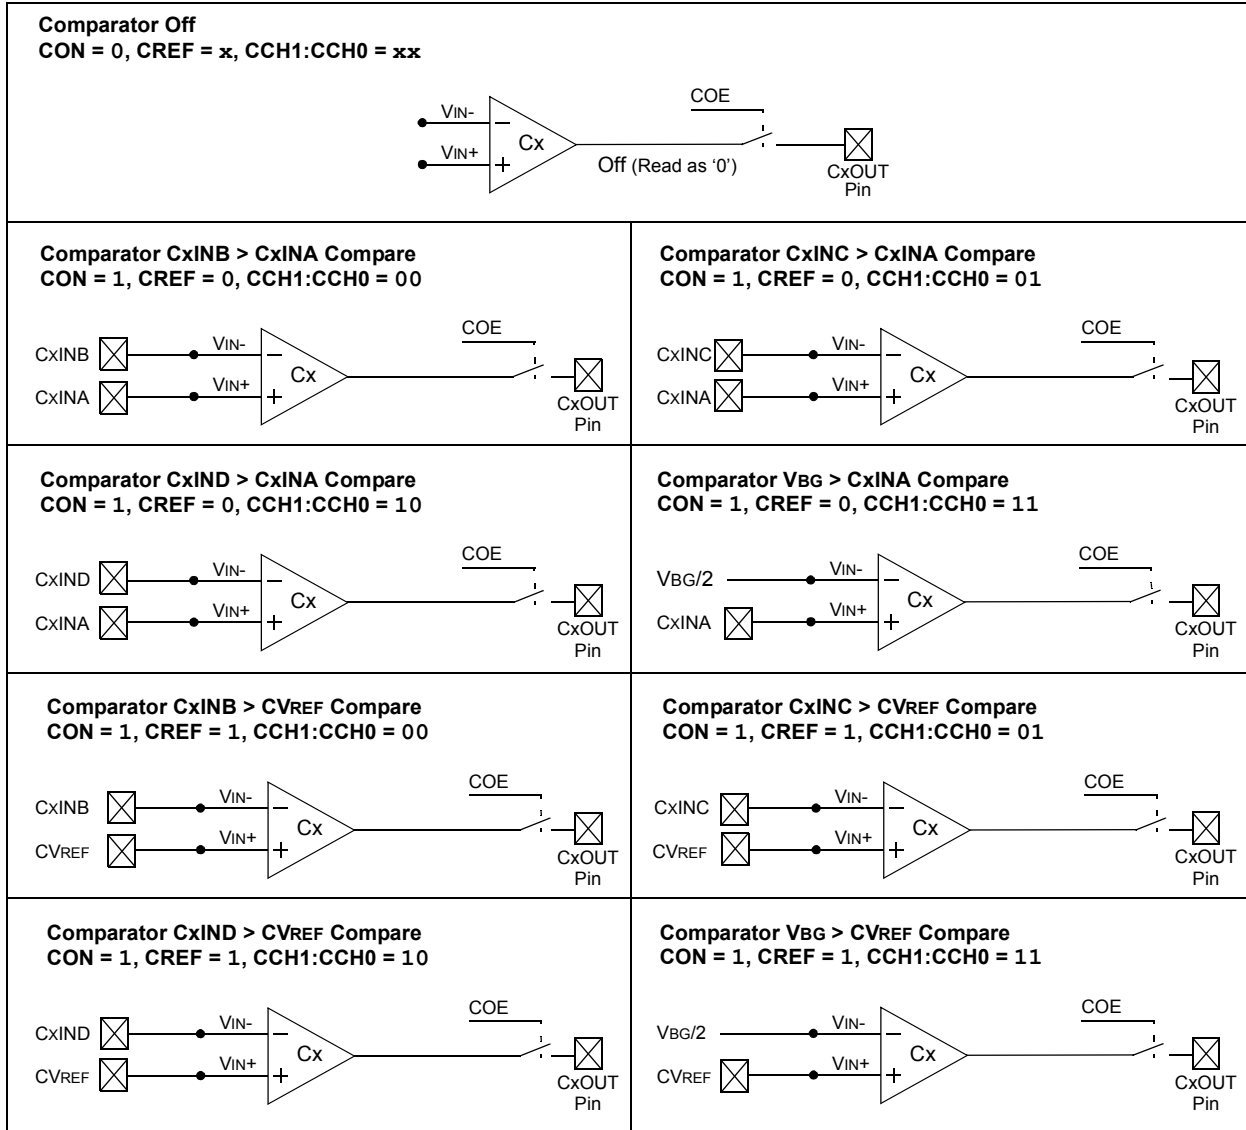 Comparator Off
CON = 0, CREF = x, CCH1:CCH0 = xx
COE
VIN-
VIN+
−
+
Cx
Off (Read as ‘0’)
CxOUT
Pin
Comparator CxINB > CxINA Compare
CON = 1, CREF = 0, CCH1:CCH0 = 00
COE
CxINB
VIN-
−
Cx
CxINA
VIN+
+
CxOUT
Pin
Comparator CxINC > CxINA Compare
CON = 1, CREF = 0, CCH1:CCH0 = 01
COE
CxINC
VIN-
−
Cx
CxINA
VIN+
+
CxOUT
Pin
Comparator CxIND > CxINA Compare
CON = 1, CREF = 0, CCH1:CCH0 = 10
COE
CxIND
VIN-
−
Cx
CxINA
VIN+
+
CxOUT
Pin
Comparator VBG > CxINA Compare
CON = 1, CREF = 0, CCH1:CCH0 = 11
COE
VBG/2
VIN-
−
Cx
CxINA
VIN+
+
CxOUT
Pin
Comparator CxINB > CVREF Compare
CON = 1, CREF = 1, CCH1:CCH0 = 00
COE
CxINB
VIN-
−
Cx
CVREF
VIN+
+
CxOUT
Pin
Comparator CxINC > CVREF Compare
CON = 1, CREF = 1, CCH1:CCH0 = 01
COE
CxINC
VIN-
−
Cx
CVREF
VIN+
+
CxOUT
Pin
Comparator CxIND > CVREF Compare
CON = 1, CREF = 1, CCH1:CCH0 = 10
COE
CxIND
VIN-
−
Cx
CVREF
VIN+
+
CxOUT
Pin
Comparator VBG > CVREF Compare
CON = 1, CREF = 1, CCH1:CCH0 = 11
COE
VBG/2
VIN-
−
Cx
CVREF
VIN+
+
CxOUT
Pin